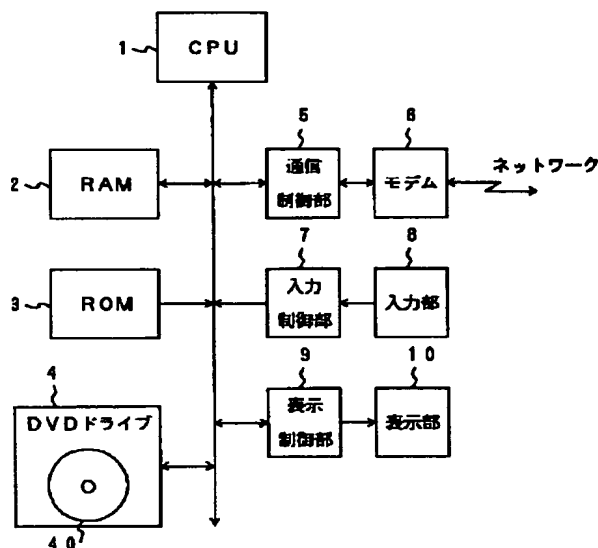 1
CPU
5
6
2
RAM
通信
制御部
モデム
ネットワーク
7
8
3
ROM
入力
制御部
入力部
9
10
4
DVDドライブ
表示
制御部
表示部
40